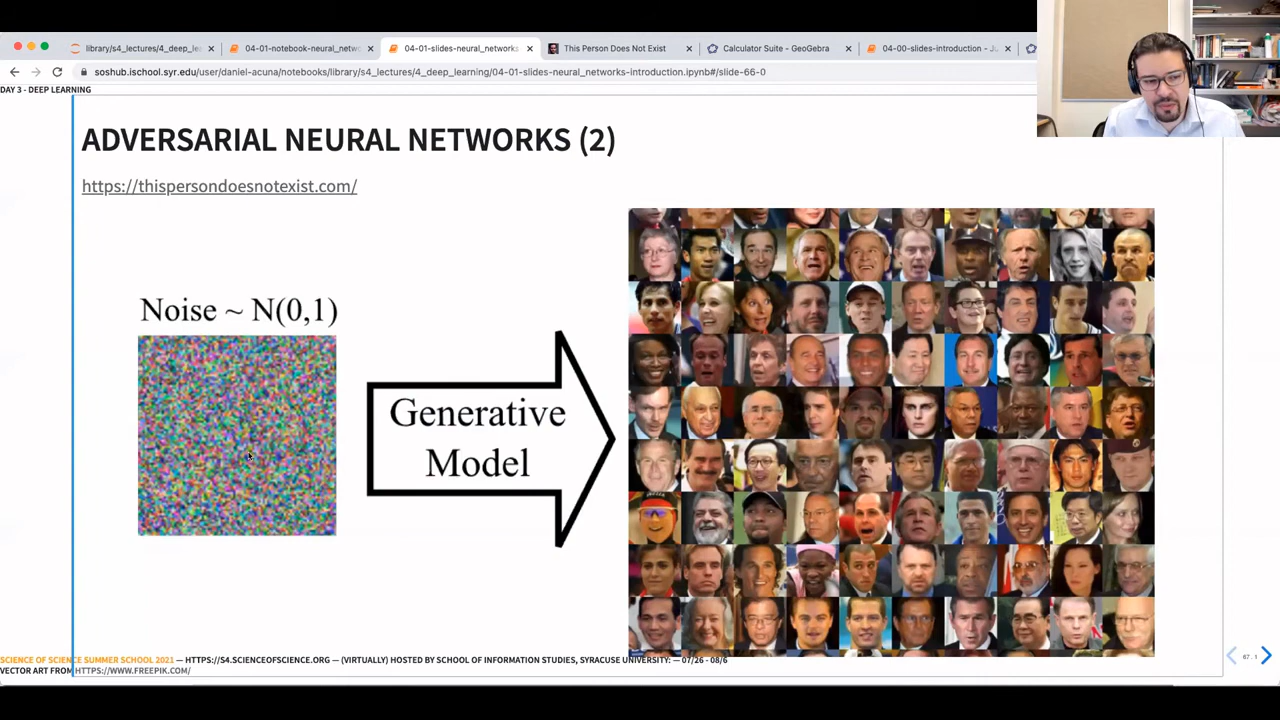 library/s4_lectures/4_deep_le
04-01-notebook-neural_netwo
04-01-slides-neural_networks
This Person Does Not Exist
Calculator Suite - GeoGebra
04-00-slides-introduction - Ju
soshub.ischool.syr.edu/user/daniel-acuna/notebooks/library/s4_lectures/4_deep_learning/04-01-slides-neural_networks-introduction.ipynb#/slide-66-0
DAY 3 - DEEP LEARNING
ADVERSARIAL NEURAL NETWORKS (2)
https://thispersondoesnotexist.com/
Noise ~ N(0,1)
Generative
Model
SCIENCE OF SCIENCE SUMMER SCHOOL 2021 — HTTPS://S4.SCIENCEOFSCIENCE.ORG — (VIRTUALLY) HOSTED BY SCHOOL OF INFORMATION STUDIES, SYRACUSE UNIVERSITY: — 07/26 - 08/6
VECTOR ART FROM HTTPS://WWW.FREEPIK.COM/
67.1